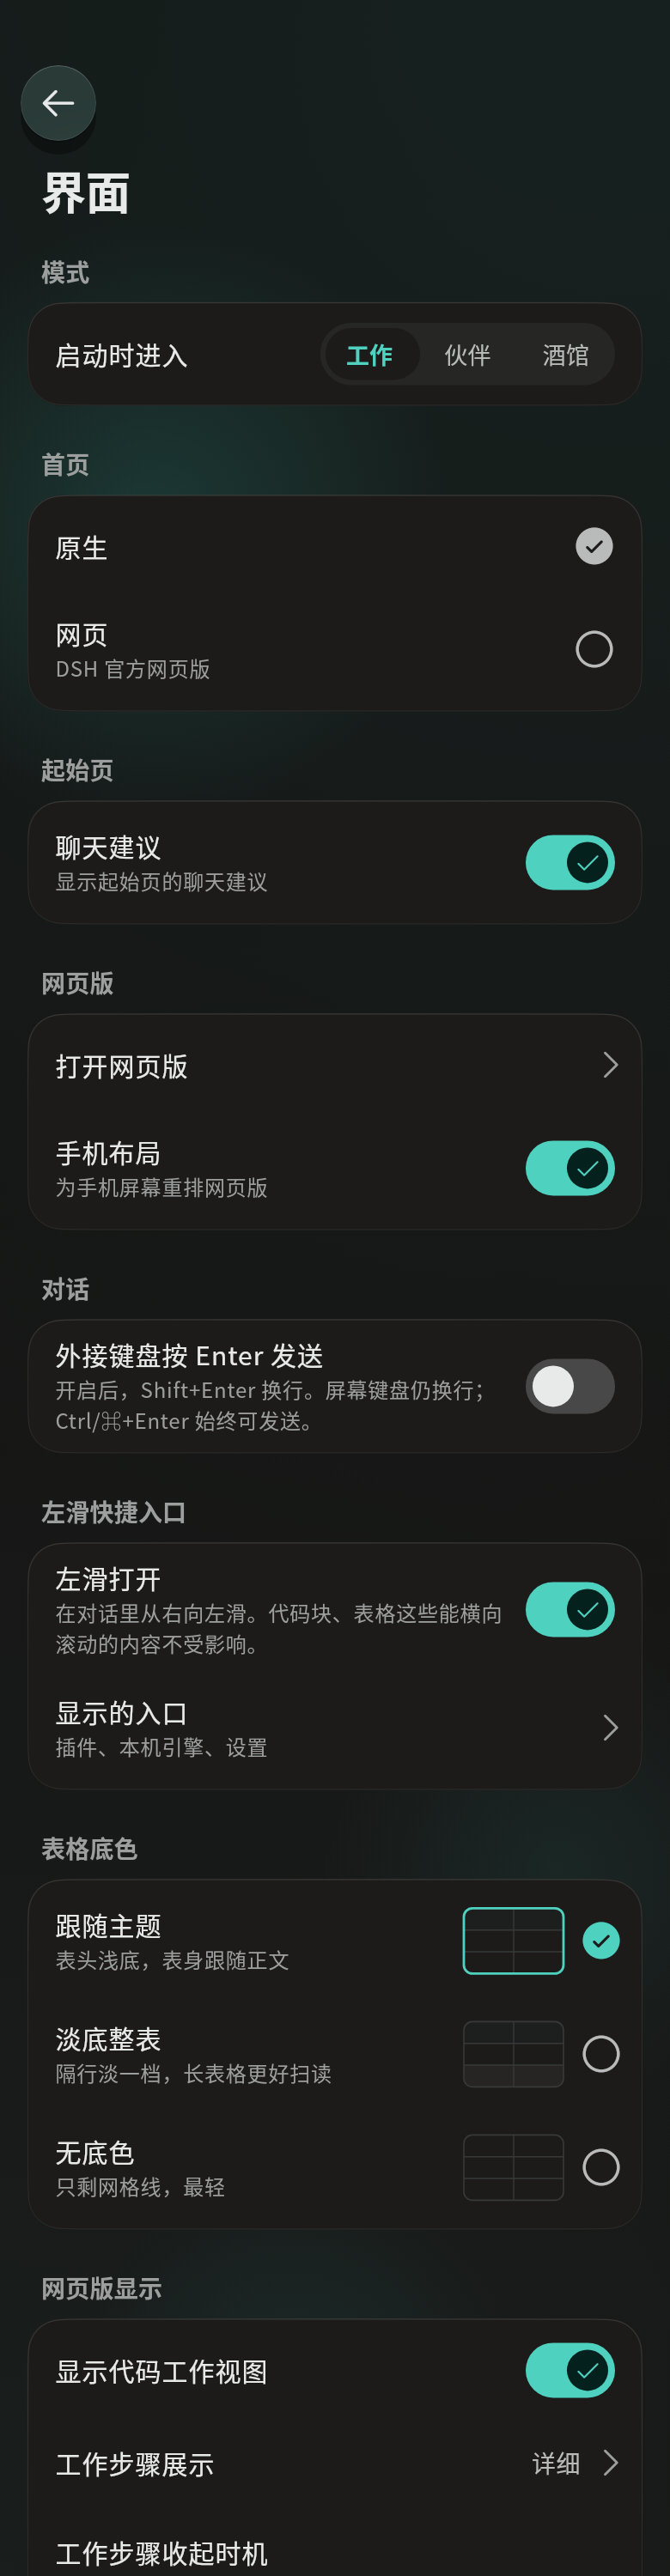 界面
模式
启动时进入
工作
伙伴
酒馆
首页
原生
网页
DSH 官方网页版
起始页
聊天建议
显示起始页的聊天建议
网页版
打开网页版
手机布局
为手机屏幕重排网页版
对话
外接键盘按 Enter 发送
开启后，Shift+Enter 换行。屏幕键盘仍换行；
Ctrl/⌘+Enter 始终可发送。
左滑快捷入口
左滑打开
在对话里从右向左滑。代码块、表格这些能横向
滚动的内容不受影响。
显示的入口
插件、本机引擎、设置
表格底色
跟随主题
表头浅底，表身跟随正文
淡底整表
隔行淡一档，长表格更好扫读
无底色
只剩网格线，最轻
网页版显示
显示代码工作视图
工作步骤展示
详细
工作步骤收起时机